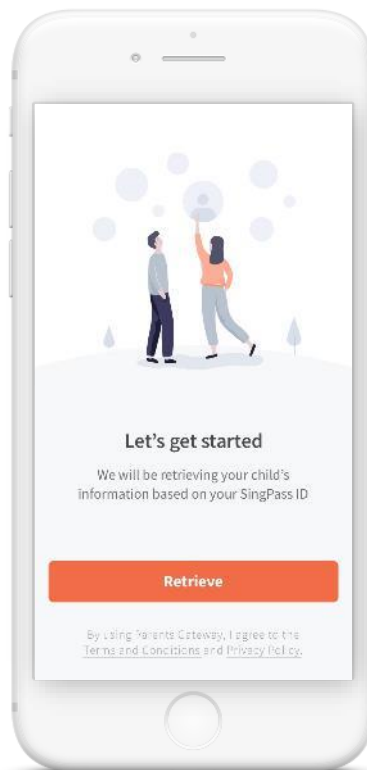 Let's get started
We will be retrieving your child's
information based on your SingPass ID
Retrieve
By using Parents Gateway, I agree to the
Terms and Conditions and Privacy Policy.